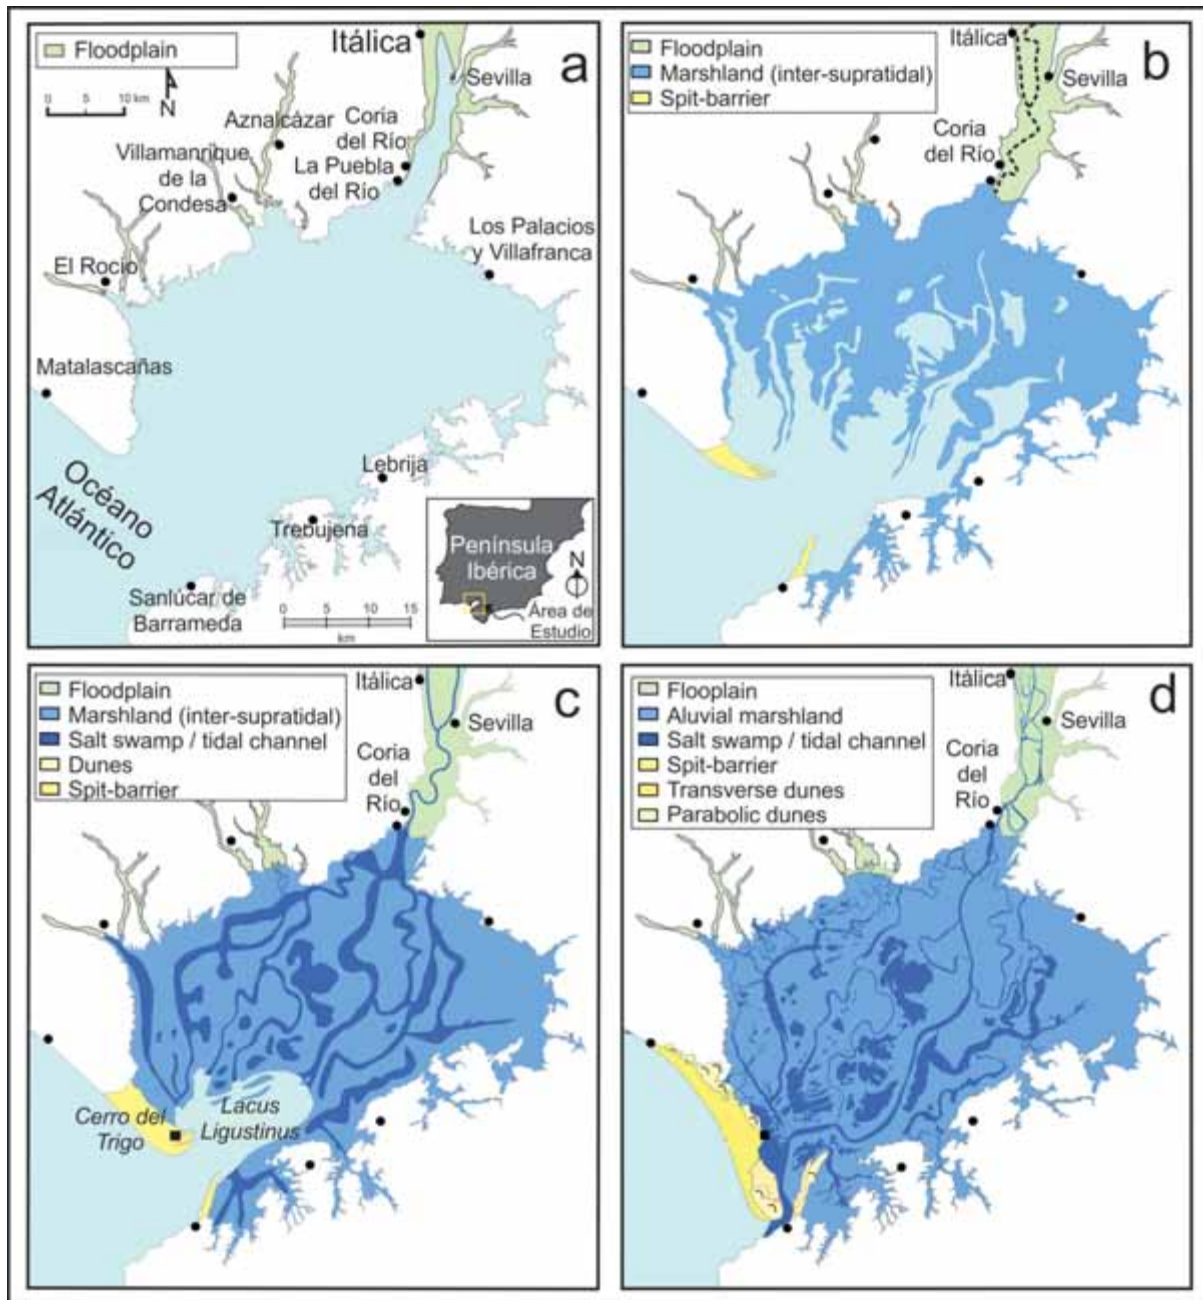 a
Floodplain
0 5 10 km
N
Itálica
Sevilla
Aznalcázar
Coria
del Río
Villamanrique
de la
Condesa
La Puebla
del Río
Los Palacios
y Villafranca
El Rocio
Matalascañas
Océano
Atlántico
Lebrija
Trebujena
Sanlúcar de
Barrameda
0 5 10 15
km
Península
Ibérica
N
Área de
Estudio
b
Floodplain
Marshland (inter-supratidal)
Spit-barrier
Itálica
Sevilla
Coria
del Río
c
Floodplain
Marshland (inter-supratidal)
Salt swamp / tidal channel
Dunes
Spit-barrier
Itálica
Sevilla
Coria
del
Río
Cerro del
Trigo
Lacus
Ligustinus
d
Flooplain
Aluvial marshland
Salt swamp / tidal channel
Spit-barrier
Transverse dunes
Parabolic dunes
Itálica
Sevilla
Coria
del
Río